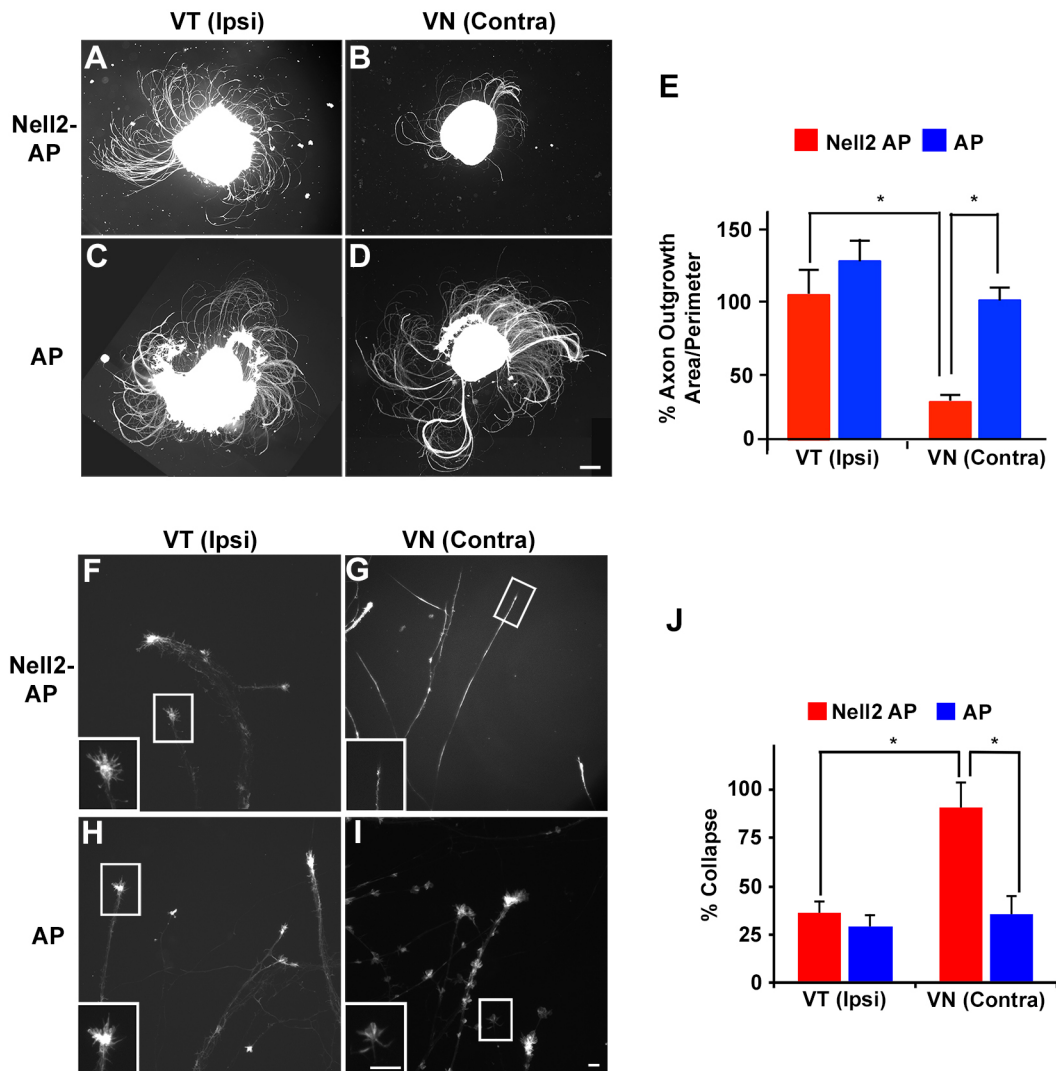 VT (Ipsi)
VN (Contra)
A
B
Nell2-
AP
C
D
AP
E
Nell2 AP
AP
*
*
150
100
50
0
% Axon Outgrowth
Area/Perimeter
VT (Ipsi)
VN (Contra)
VT (Ipsi)
VN (Contra)
F
G
Nell2-
AP
H
I
AP
J
Nell2 AP
AP
*
*
100
75
50
25
0
% Collapse
VT (Ipsi)
VN (Contra)